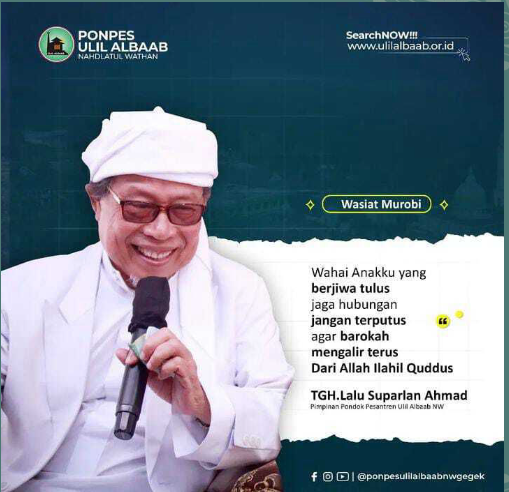 PONPES
ULIL ALBAAB
NAHDLATUL WATHAN
SearchNOW!!!
www.ulilalbaab.or.id
Wasiat Murobi
Wahai Anakku yang
berjiwa tulus
jaga hubungan
jangan terputus
agar barokah
mengalir terus
Dari Allah Ilahil Quddus
TGH.Lalu Suparlan Ahmad
Pimpinan Pondok Pesantren Ulil Albaab NW
| @ponpesulilalbaabnwgegek